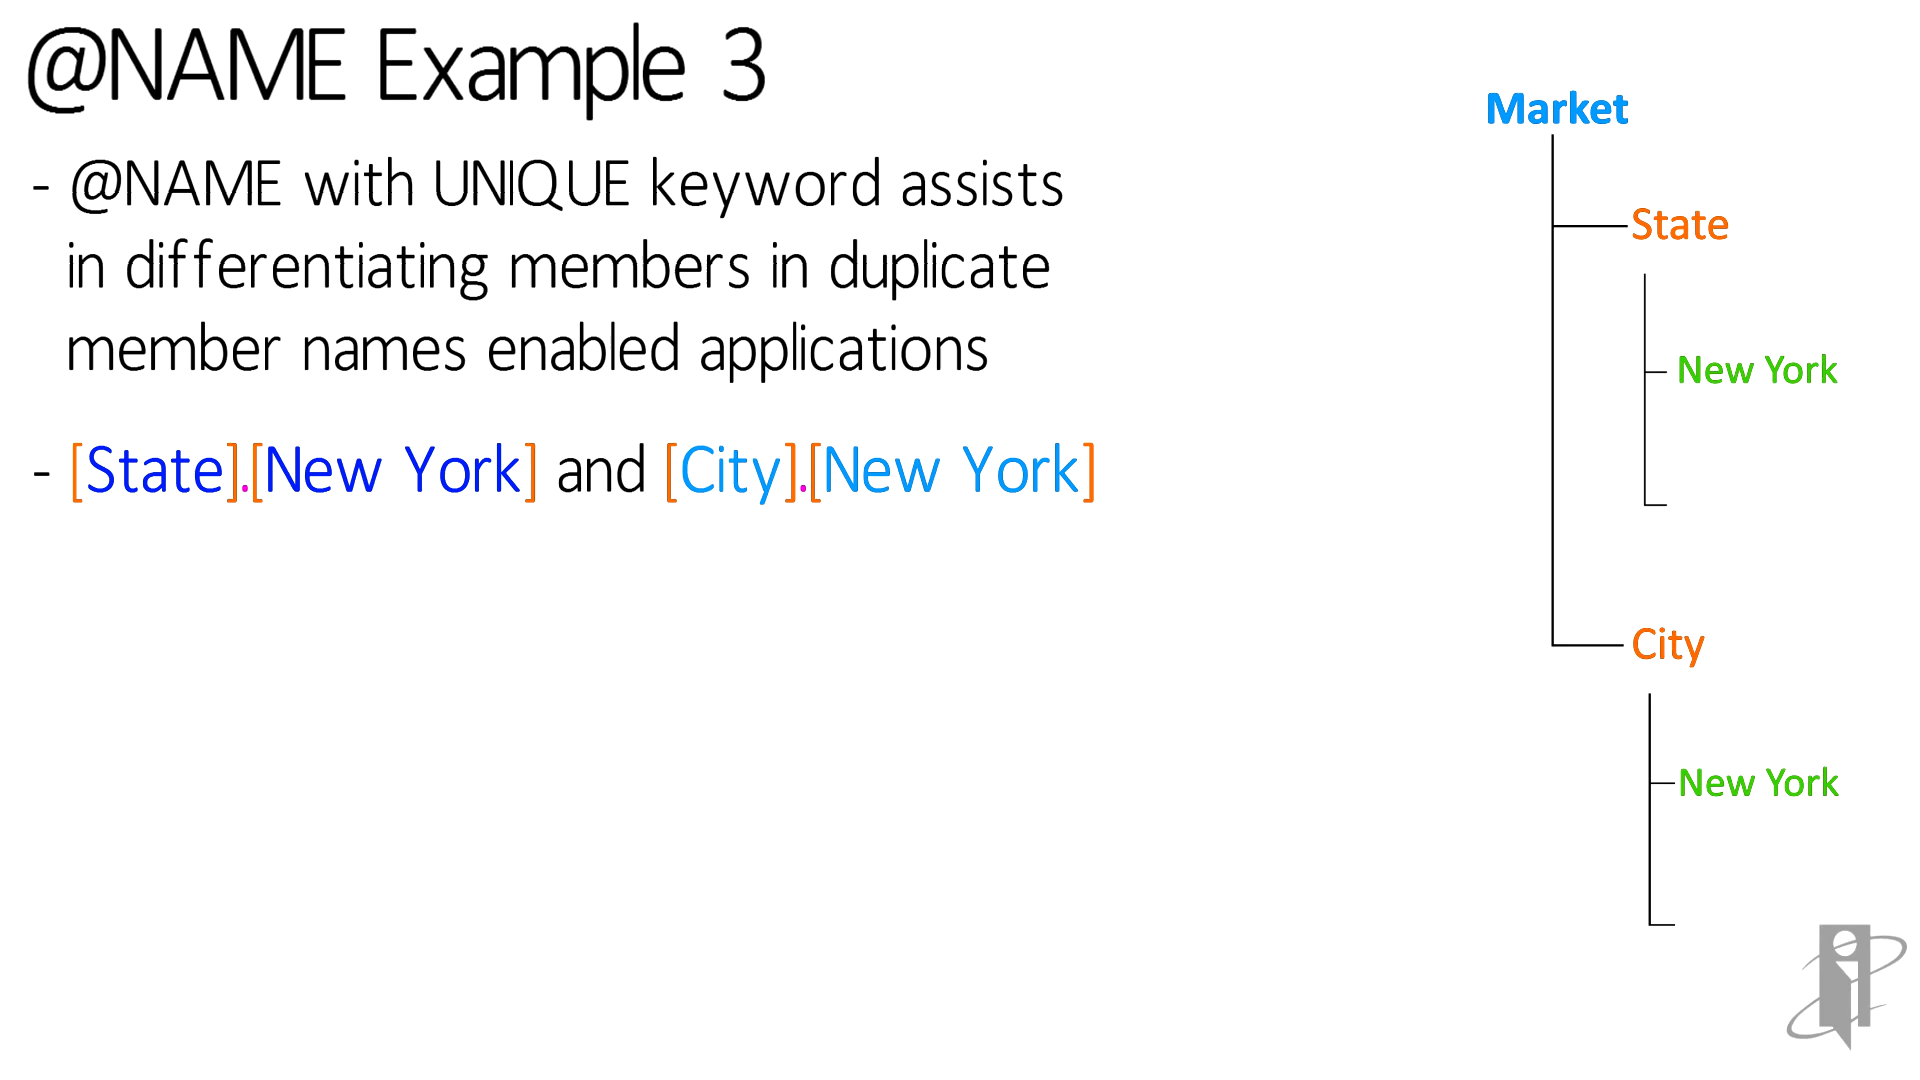 @NAME Example 3
- @NAME with UNIQUE keyword assists
in differentiating members in duplicate
member names enabled applications
- [State].[New York] and [City].[New York]
Market
State
New York
City
New York